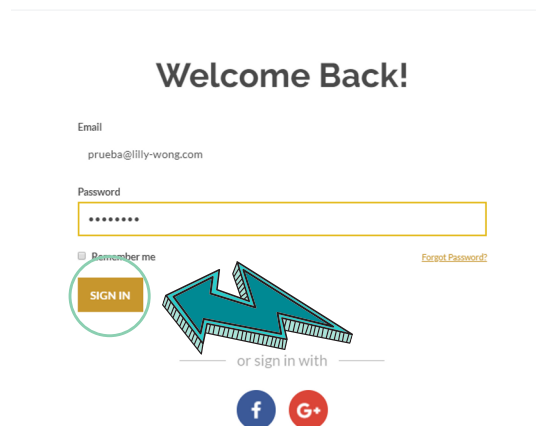 Welcome Back!
Email
prueba@lilly-wong.com
Password
••••••••
Remember me
Forgot Password?
SIGN IN
or sign in with
f
G+